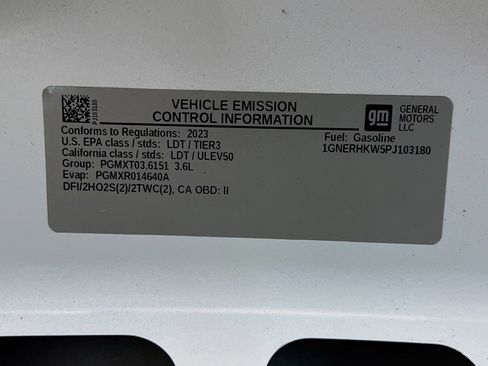 PJ103180
VEHICLE EMISSION
CONTROL INFORMATION
gm
GENERAL
MOTORS
LLC
Conforms to Regulations: 2023
Fuel: Gasoline
U.S. EPA class / stds: LDT / TIER3
1GNERHKW5PJ103180
California class / stds: LDT / ULEV50
Group: PGMXT03.6151 3.6L
Evap: PGMXR014640A
DFI/2HO2S(2)/2TWC(2), CA OBD: II